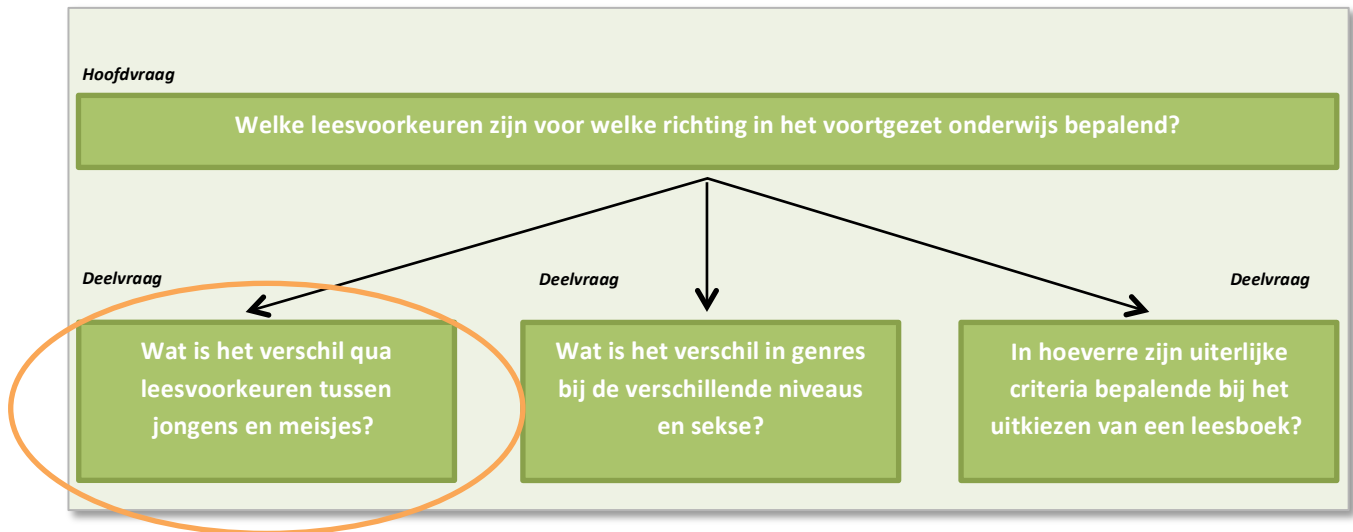 Hoofdvraag
Welke leesvoorkeuren zijn voor welke richting in het voortgezet onderwijs bepalend?
Deelvraag
Wat is het verschil qua
leesvoorkeuren tussen
jongens en meisjes?
Deelvraag
Wat is het verschil in genres
bij de verschillende niveaus
en sekse?
Deelvraag
In hoeverre zijn uiterlijke
criteria bepalende bij het
uitkiezen van een leesboek?